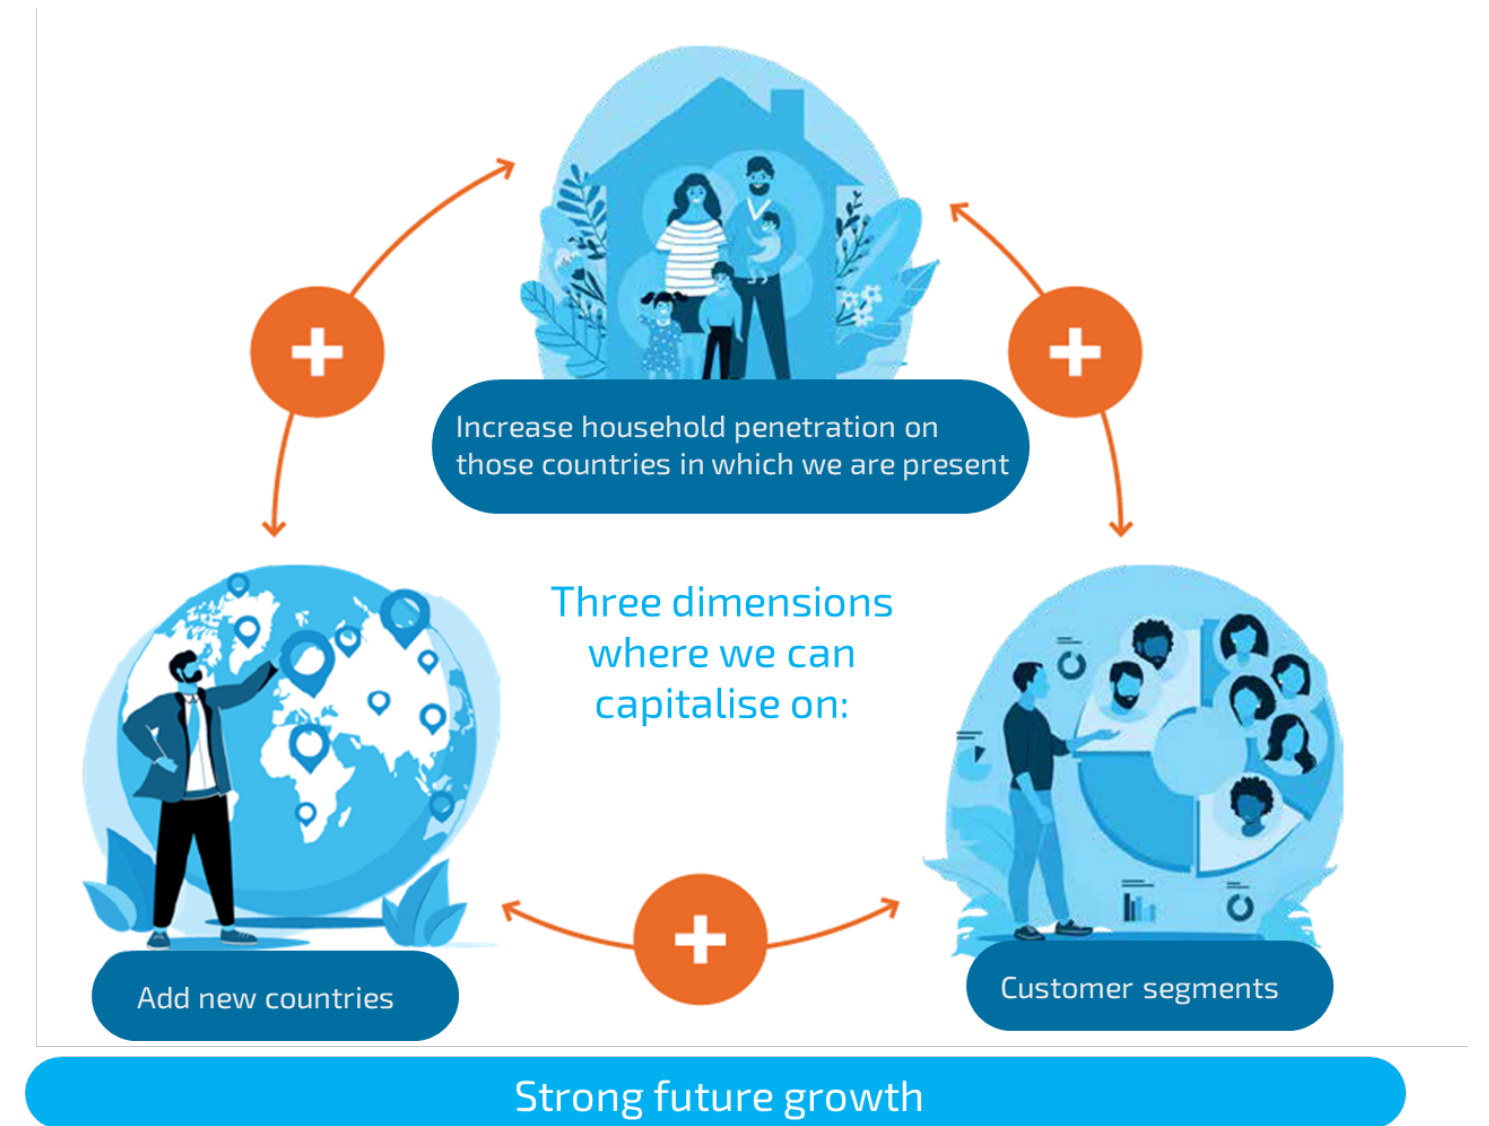 Increase household penetration on
those countries in which we are present
Three dimensions
where we can
capitalise on:
Add new countries
Customer segments
Strong future growth